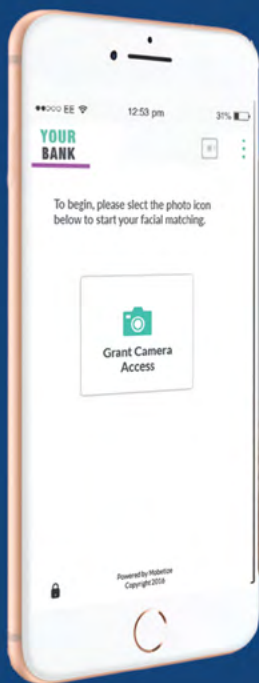 ●●○○○ EE 12:53 pm 31%
YOUR
BANK
To begin, please slect the photo icon
below to start your facial matching.
Grant Camera
Access
Powered by Mobetize
Copyright 2016